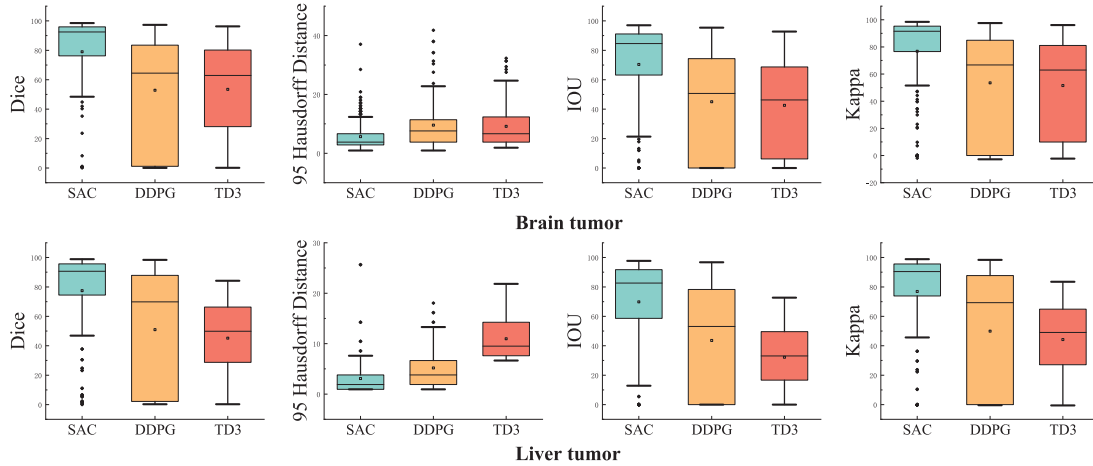 Dice
100
80
60
40
20
0
SAC DDPG TD3
95 Hausdorff Distance
40
20
0
SAC DDPG TD3
IOU
100
80
60
40
20
0
SAC DDPG TD3
Kappa
100
80
60
40
20
0
-20
SAC DDPG TD3
Brain tumor
Dice
100
80
60
40
20
0
SAC DDPG TD3
95 Hausdorff Distance
30
20
10
0
SAC DDPG TD3
IOU
100
80
60
40
20
0
SAC DDPG TD3
Kappa
100
80
60
40
20
0
SAC DDPG TD3
Liver tumor